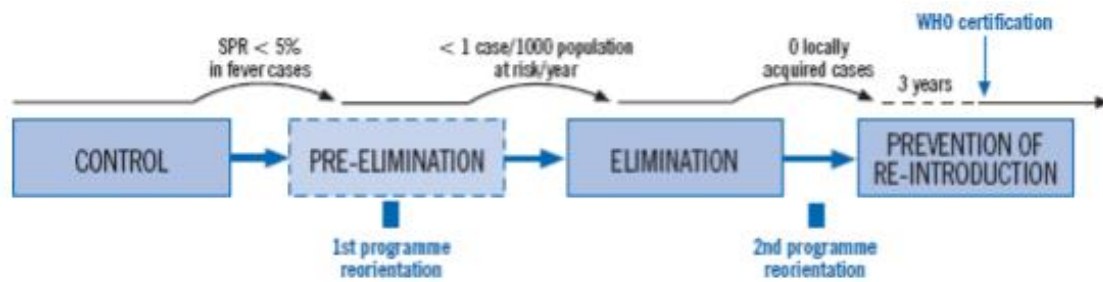 WHO certification
SPR < 5%
in fever cases
< 1 case/1000 population
at risk/year
0 locally
acquired cases
3 years
CONTROL
PRE-ELIMINATION
ELIMINATION
PREVENTION OF
RE-INTRODUCTION
1st programme
reorientation
2nd programme
reorientation